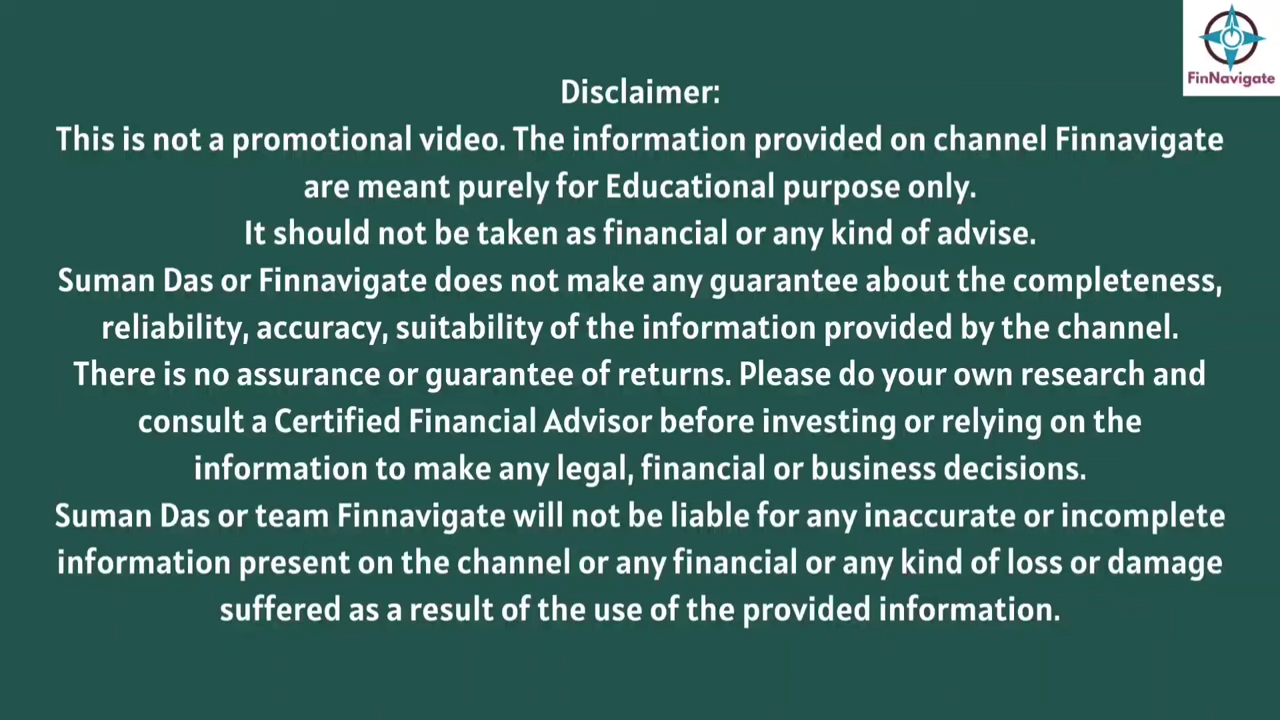 FinNavigate
Disclaimer:
This is not a promotional video. The information provided on channel Finnavigate
are meant purely for Educational purpose only.
It should not be taken as financial or any kind of advise.
Suman Das or Finnavigate does not make any guarantee about the completeness,
reliability, accuracy, suitability of the information provided by the channel.
There is no assurance or guarantee of returns. Please do your own research and
consult a Certified Financial Advisor before investing or relying on the
information to make any legal, financial or business decisions.
Suman Das or team Finnavigate will not be liable for any inaccurate or incomplete
information present on the channel or any financial or any kind of loss or damage
suffered as a result of the use of the provided information.